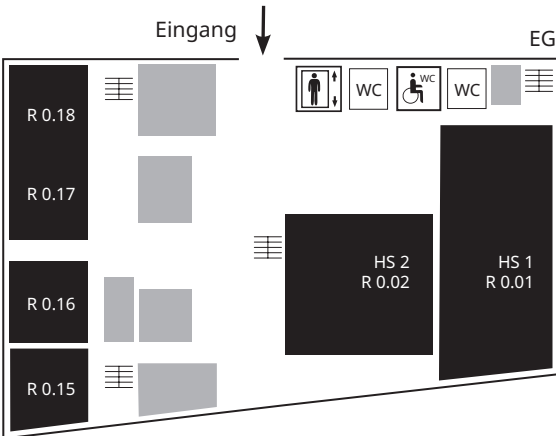 Eingang
EG
WC
WC
WC
R 0.18
R 0.17
HS 2
R 0.02
HS 1
R 0.01
R 0.16
R 0.15